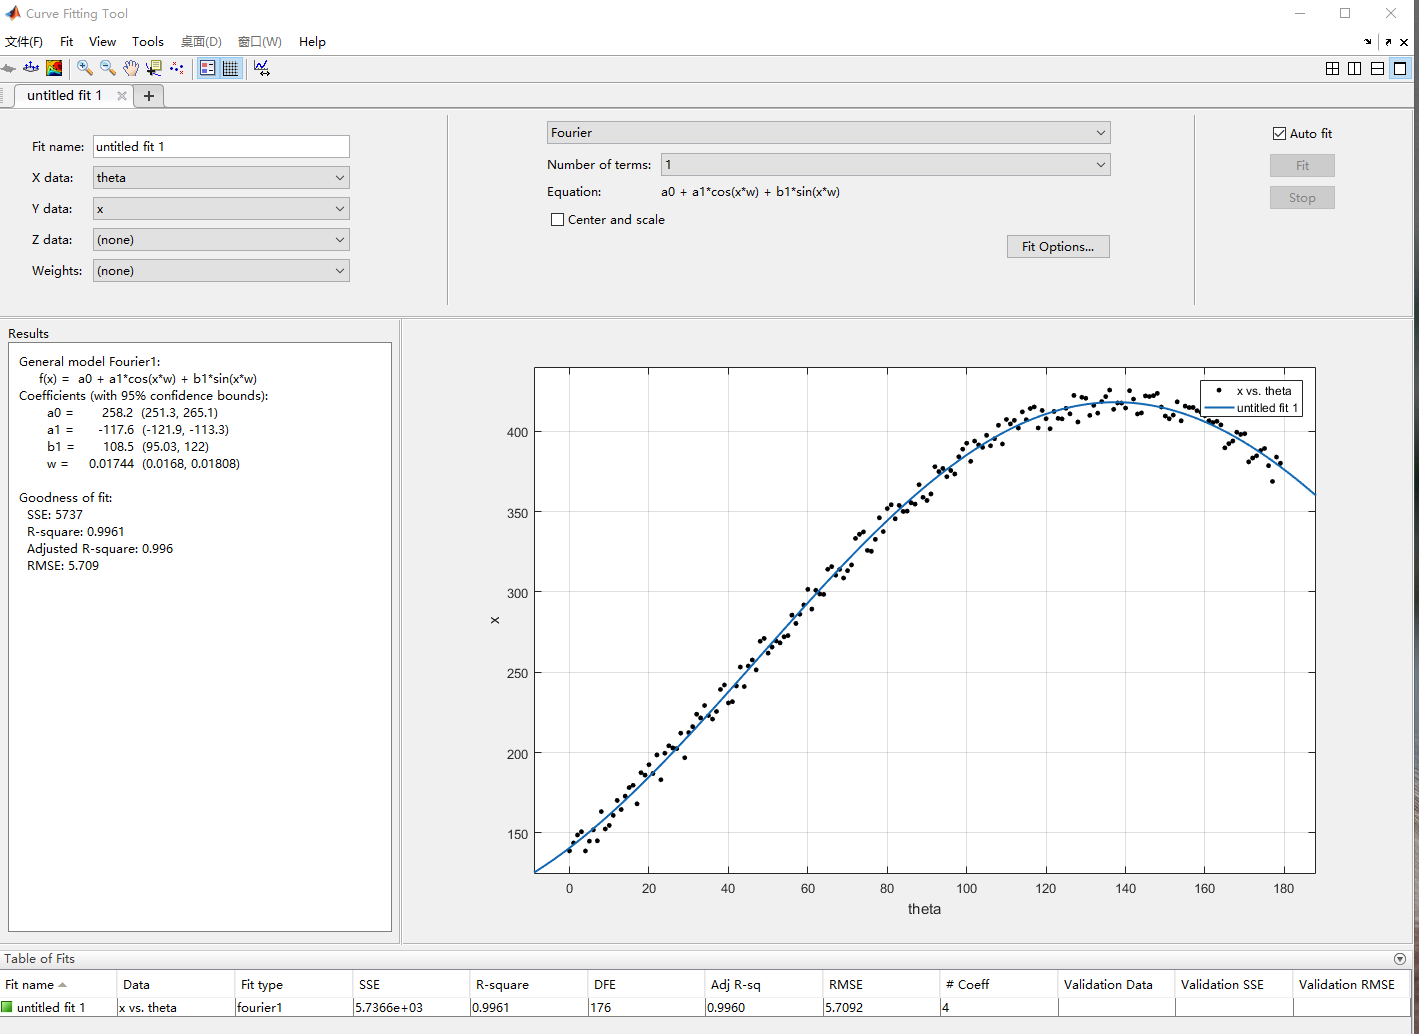 Curve Fitting Tool
文件(F) Fit View Tools 桌面(D) 窗口(W) Help
untitled fit 1
Fit name: untitled fit 1
X data: theta
Y data: x
Z data: (none)
Weights: (none)
Fourier
Number of terms: 1
Equation: a0 + a1*cos(x*w) + b1*sin(x*w)
Center and scale
Fit Options...
Auto fit
Fit
Stop
Results
General model Fourier1:
f(x) = a0 + a1*cos(x*w) + b1*sin(x*w)
Coefficients (with 95% confidence bounds):
a0 = 258.2 (251.3, 265.1)
a1 = -117.6 (-121.9, -113.3)
b1 = 108.5 (95.03, 122)
w = 0.01744 (0.0168, 0.01808)
Goodness of fit:
SSE: 5737
R-square: 0.9961
Adjusted R-square: 0.996
RMSE: 5.709
x vs. theta
untitled fit 1
400
350
300
250
200
150
x
0 20 40 60 80 100 120 140 160 180
theta
Table of Fits
Fit name Data Fit type SSE R-square DFE Adj R-sq RMSE # Coeff Validation Data Validation SSE Validation RMSE
untitled fit 1 x vs. theta fourier1 5.7366e+03 0.9961 176 0.9960 5.7092 4